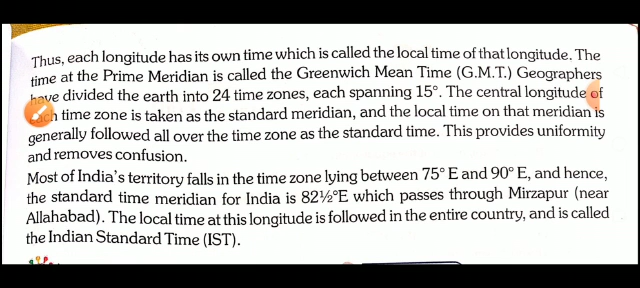 Thus, each longitude has its own time which is called the local time of that longitude. The
time at the Prime Meridian is called the Greenwich Mean Time (G.M.T.) Geographers
have divided the earth into 24 time zones, each spanning 15°. The central longitude of
each time zone is taken as the standard meridian, and the local time on that meridian is
generally followed all over the time zone as the standard time. This provides uniformity
and removes confusion.
Most of India's territory falls in the time zone lying between 75° E and 90° E, and hence,
the standard time meridian for India is 82½°E which passes through Mirzapur (near
Allahabad). The local time at this longitude is followed in the entire country, and is called
the Indian Standard Time (IST).